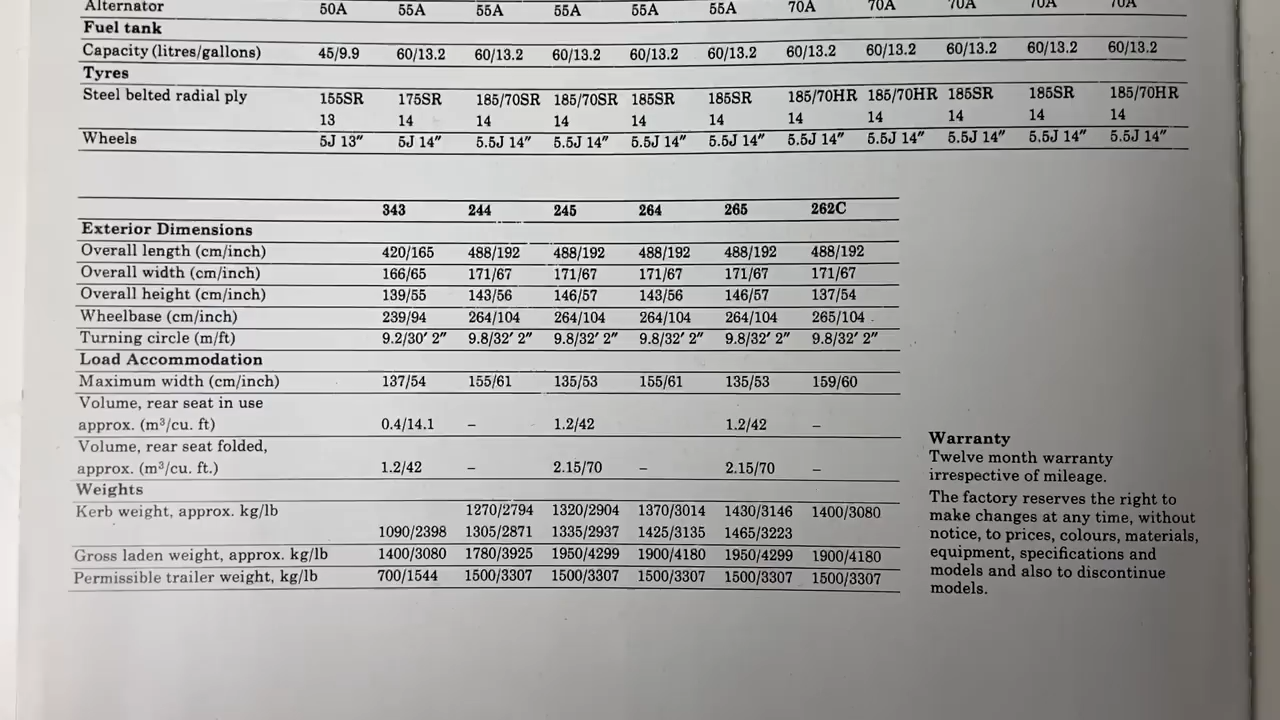 Alternator 50A 55A 55A 55A 55A 55A 70A 70A 70A 70A 70A
Fuel tank
Capacity (litres/gallons) 45/9.9 60/13.2 60/13.2 60/13.2 60/13.2 60/13.2 60/13.2 60/13.2 60/13.2 60/13.2 60/13.2
Tyres
Steel belted radial ply 155SR 175SR 185/70SR 185/70SR 185SR 185SR 185/70HR 185/70HR 185SR 185SR 185/70HR
13 14 14 14 14 14 14 14 14 14 14
Wheels 5J 13″ 5J 14″ 5.5J 14″ 5.5J 14″ 5.5J 14″ 5.5J 14″ 5.5J 14″ 5.5J 14″ 5.5J 14″ 5.5J 14″ 5.5J 14″
343 244 245 264 265 262C
Exterior Dimensions
Overall length (cm/inch) 420/165 488/192 488/192 488/192 488/192 488/192
Overall width (cm/inch) 166/65 171/67 171/67 171/67 171/67 171/67
Overall height (cm/inch) 139/55 143/56 146/57 143/56 146/57 137/54
Wheelbase (cm/inch) 239/94 264/104 264/104 264/104 264/104 265/104
Turning circle (m/ft) 9.2/30′ 2″ 9.8/32′ 2″ 9.8/32′ 2″ 9.8/32′ 2″ 9.8/32′ 2″ 9.8/32′ 2″
Load Accommodation
Maximum width (cm/inch) 137/54 155/61 135/53 155/61 135/53 159/60
Volume, rear seat in use
approx. (m³/cu. ft) 0.4/14.1 – 1.2/42 1.2/42 –
Volume, rear seat folded,
approx. (m³/cu. ft.) 1.2/42 – 2.15/70 – 2.15/70 –
Weights
Kerb weight, approx. kg/lb 1270/2794 1320/2904 1370/3014 1430/3146 1400/3080
1090/2398 1305/2871 1335/2937 1425/3135 1465/3223
Gross laden weight, approx. kg/lb 1400/3080 1780/3925 1950/4299 1900/4180 1950/4299 1900/4180
Permissible trailer weight, kg/lb 700/1544 1500/3307 1500/3307 1500/3307 1500/3307 1500/3307
Warranty
Twelve month warranty
irrespective of mileage.
The factory reserves the right to
make changes at any time, without
notice, to prices, colours, materials,
equipment, specifications and
models and also to discontinue
models.